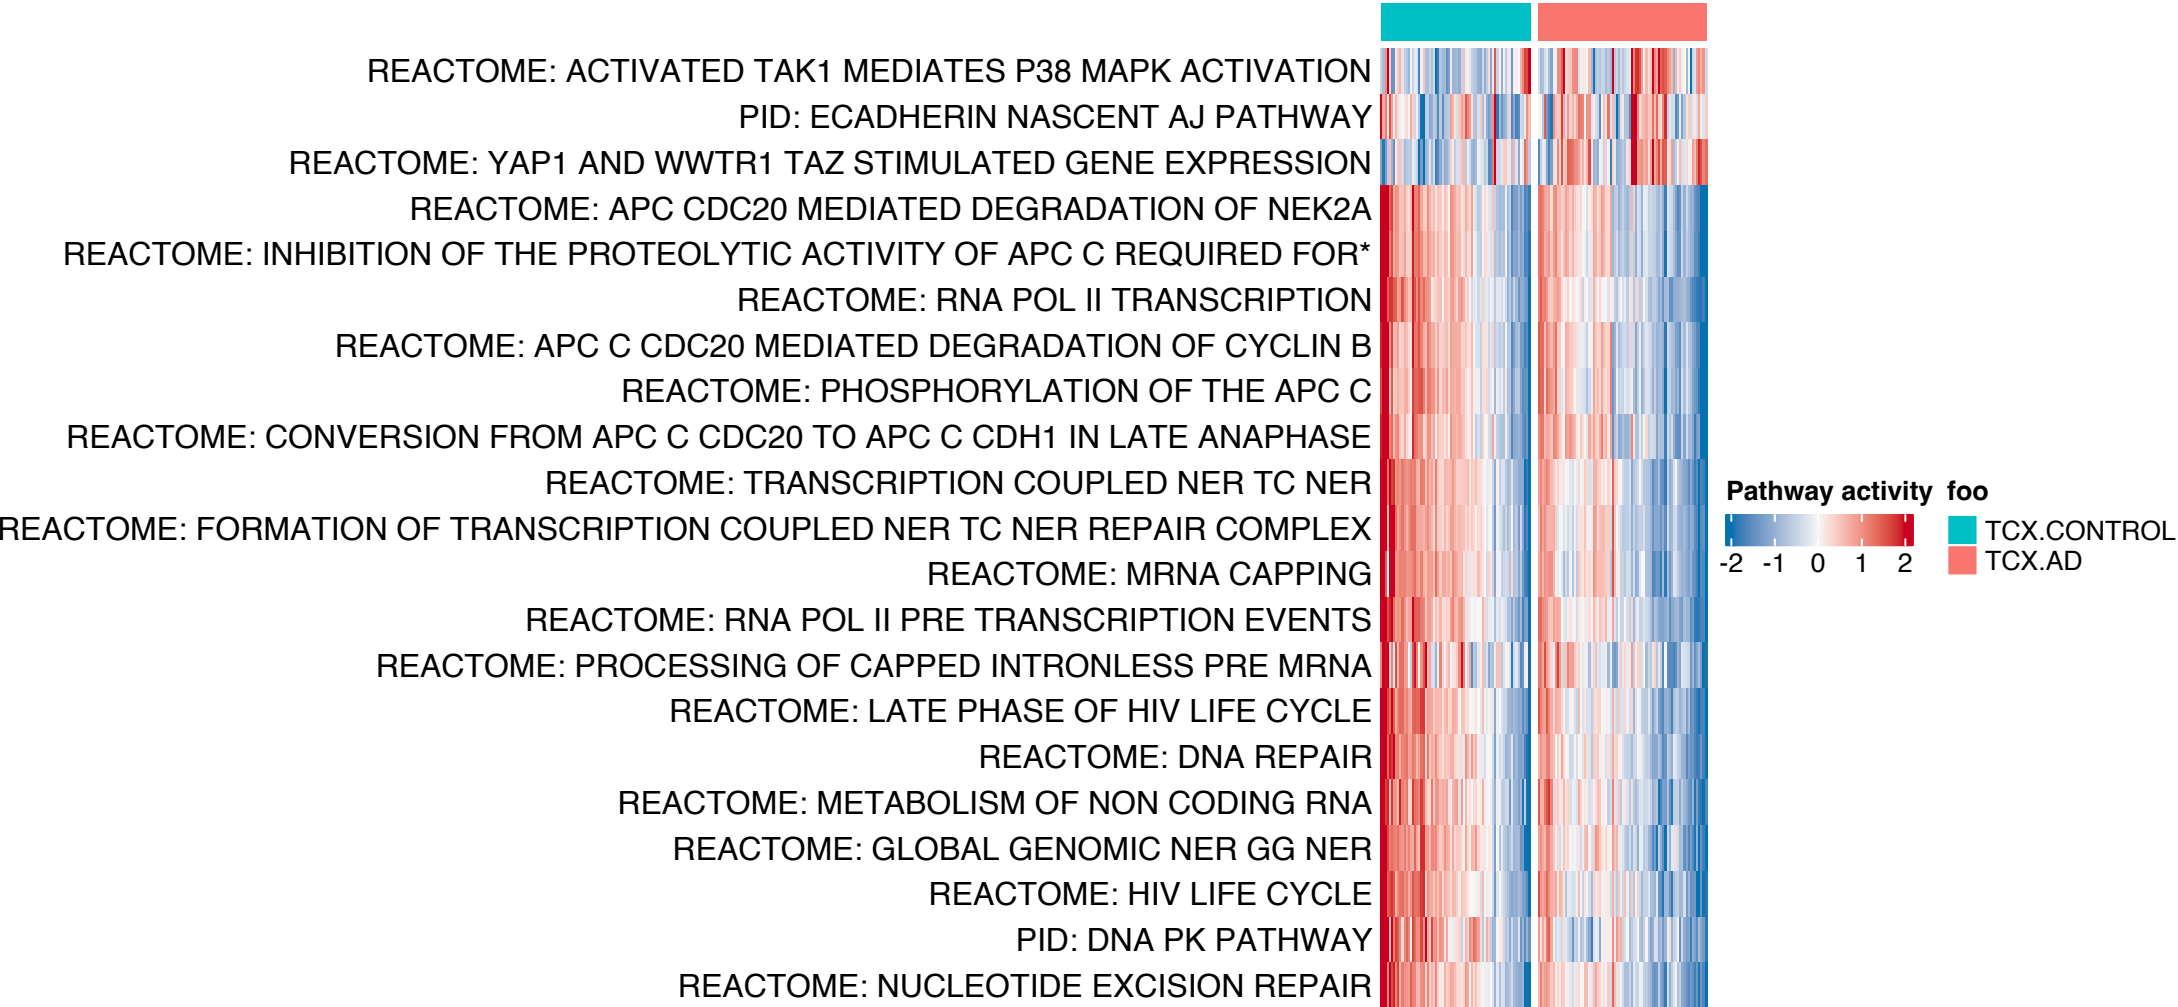 REACTOME: ACTIVATED TAK1 MEDIATES P38 MAPK ACTIVATION
PID: ECADHERIN NASCENT AJ PATHWAY
REACTOME: YAP1 AND WWTR1 TAZ STIMULATED GENE EXPRESSION
REACTOME: APC CDC20 MEDIATED DEGRADATION OF NEK2A
REACTOME: INHIBITION OF THE PROTEOLYTIC ACTIVITY OF APC C REQUIRED FOR*
REACTOME: RNA POL II TRANSCRIPTION
REACTOME: APC C CDC20 MEDIATED DEGRADATION OF CYCLIN B
REACTOME: PHOSPHORYLATION OF THE APC C
REACTOME: CONVERSION FROM APC C CDC20 TO APC C CDH1 IN LATE ANAPHASE
REACTOME: TRANSCRIPTION COUPLED NER TC NER
REACTOME: FORMATION OF TRANSCRIPTION COUPLED NER TC NER REPAIR COMPLEX
REACTOME: MRNA CAPPING
REACTOME: RNA POL II PRE TRANSCRIPTION EVENTS
REACTOME: PROCESSING OF CAPPED INTRONLESS PRE MRNA
REACTOME: LATE PHASE OF HIV LIFE CYCLE
REACTOME: DNA REPAIR
REACTOME: METABOLISM OF NON CODING RNA
REACTOME: GLOBAL GENOMIC NER GG NER
REACTOME: HIV LIFE CYCLE
PID: DNA PK PATHWAY
REACTOME: NUCLEOTIDE EXCISION REPAIR
Pathway activity
-2 -1 0 1 2
foo
TCX.CONTROL
TCX.AD